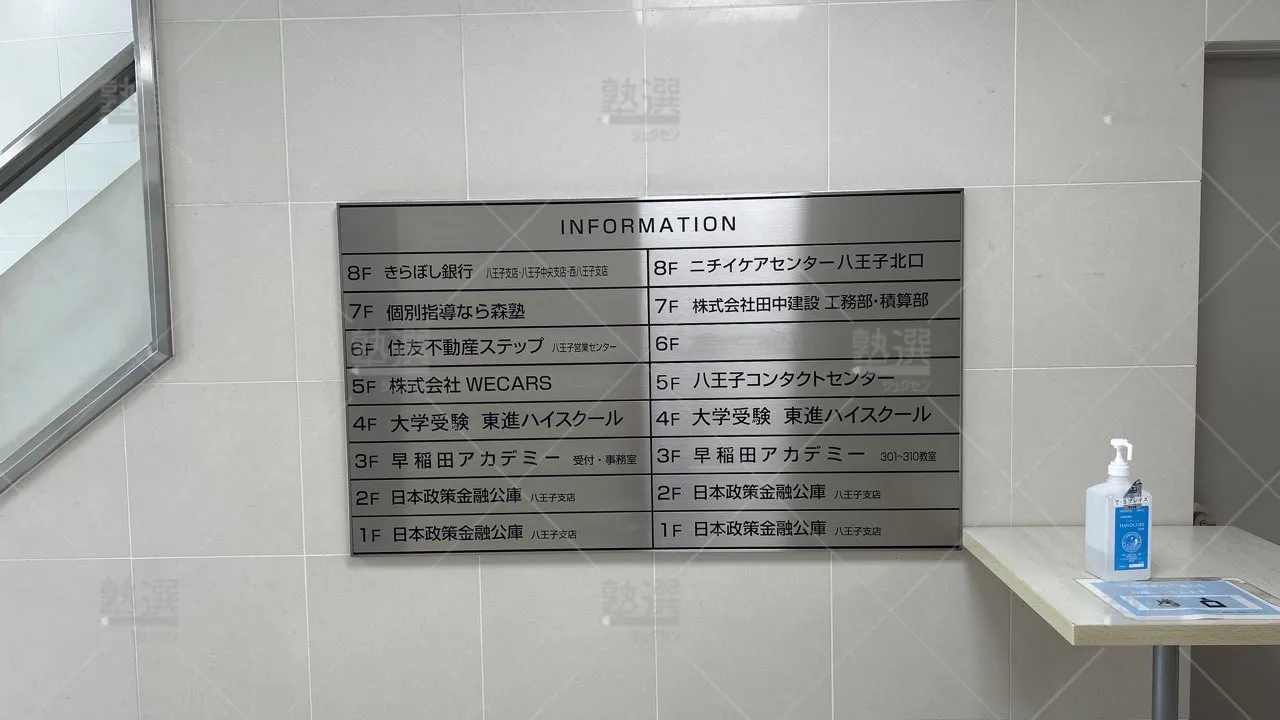 INFORMATION
8F きらぼし銀行 八王子支店・八王子中央支店・西八王子支店
8F ニチイケアセンター八王子北口
7F 個別指導なら森塾
7F 株式会社田中建設 工務部・積算部
6F 住友不動産ステップ 八王子営業センター
6F
5F 株式会社 WECARS
5F 八王子コンタクトセンター
4F 大学受験 東進ハイスクール
4F 大学受験 東進ハイスクール
3F 早稲田アカデミー 受付・事務室
3F 早稲田アカデミー 301~310教室
2F 日本政策金融公庫 八王子支店
2F 日本政策金融公庫 八王子支店
1F 日本政策金融公庫 八王子支店
1F 日本政策金融公庫 八王子支店
塾選
ジュクセン